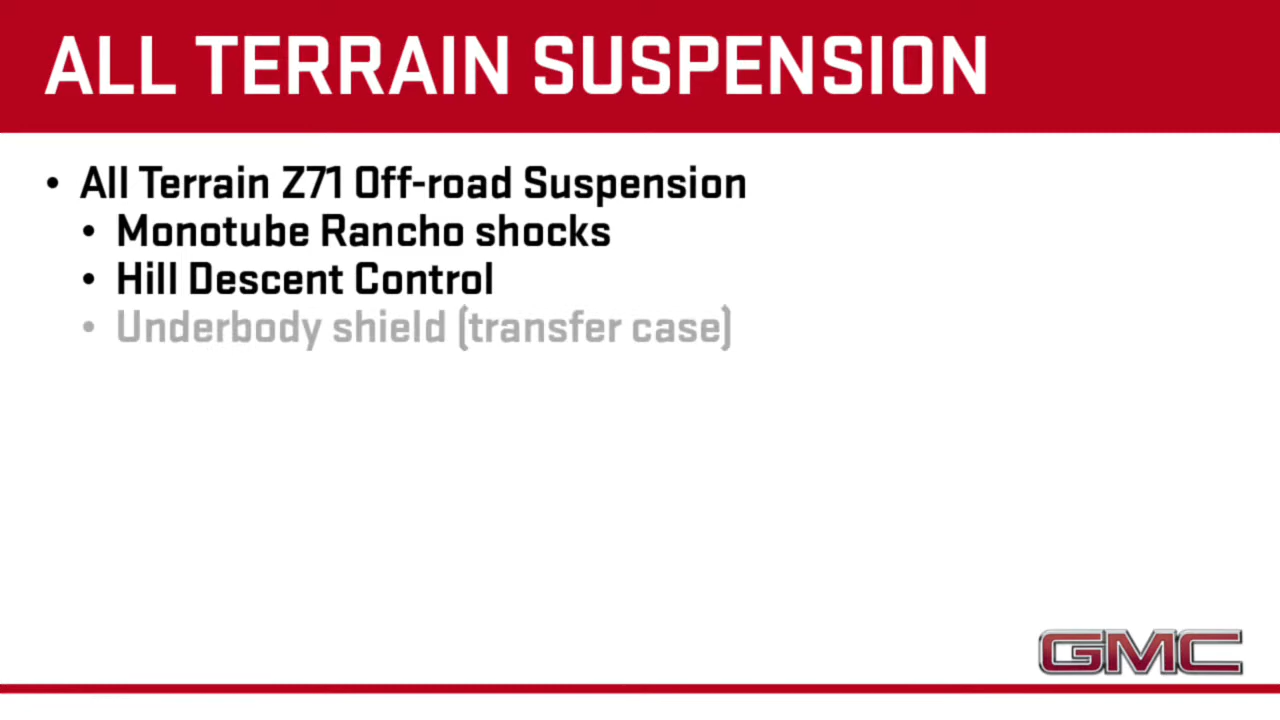 ALL TERRAIN SUSPENSION
• All Terrain Z71 Off-road Suspension
• Monotube Rancho shocks
• Hill Descent Control
• Underbody shield (transfer case)
GMC